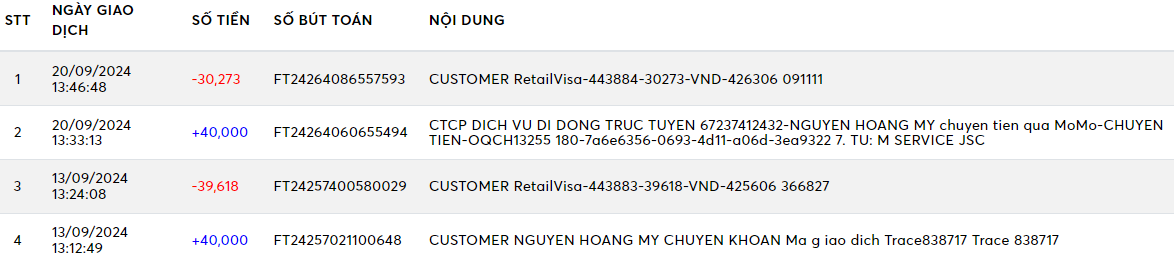 STT NGÀY GIAO DỊCH SỐ TIỀN SỐ BÚT TOÁN NỘI DUNG
1 20/09/2024 13:46:48 -30,273 FT24264086557593 CUSTOMER RetailVisa-443884-30273-VND-426306 091111
2 20/09/2024 13:33:13 +40,000 FT24264060655494 CTCP DICH VU DI DONG TRUC TUYEN 67237412432-NGUYEN HOANG MY chuyen tien qua MoMo-CHUYEN
TIEN-OQCH13255 180-7a6e6356-0693-4d11-a06d-3ea9322 7. TU: M SERVICE JSC
3 13/09/2024 13:24:08 -39,618 FT24257400580029 CUSTOMER RetailVisa-443883-39618-VND-425606 366827
4 13/09/2024 13:12:49 +40,000 FT24257021100648 CUSTOMER NGUYEN HOANG MY CHUYEN KHOAN Ma g iao dich Trace838717 Trace 838717